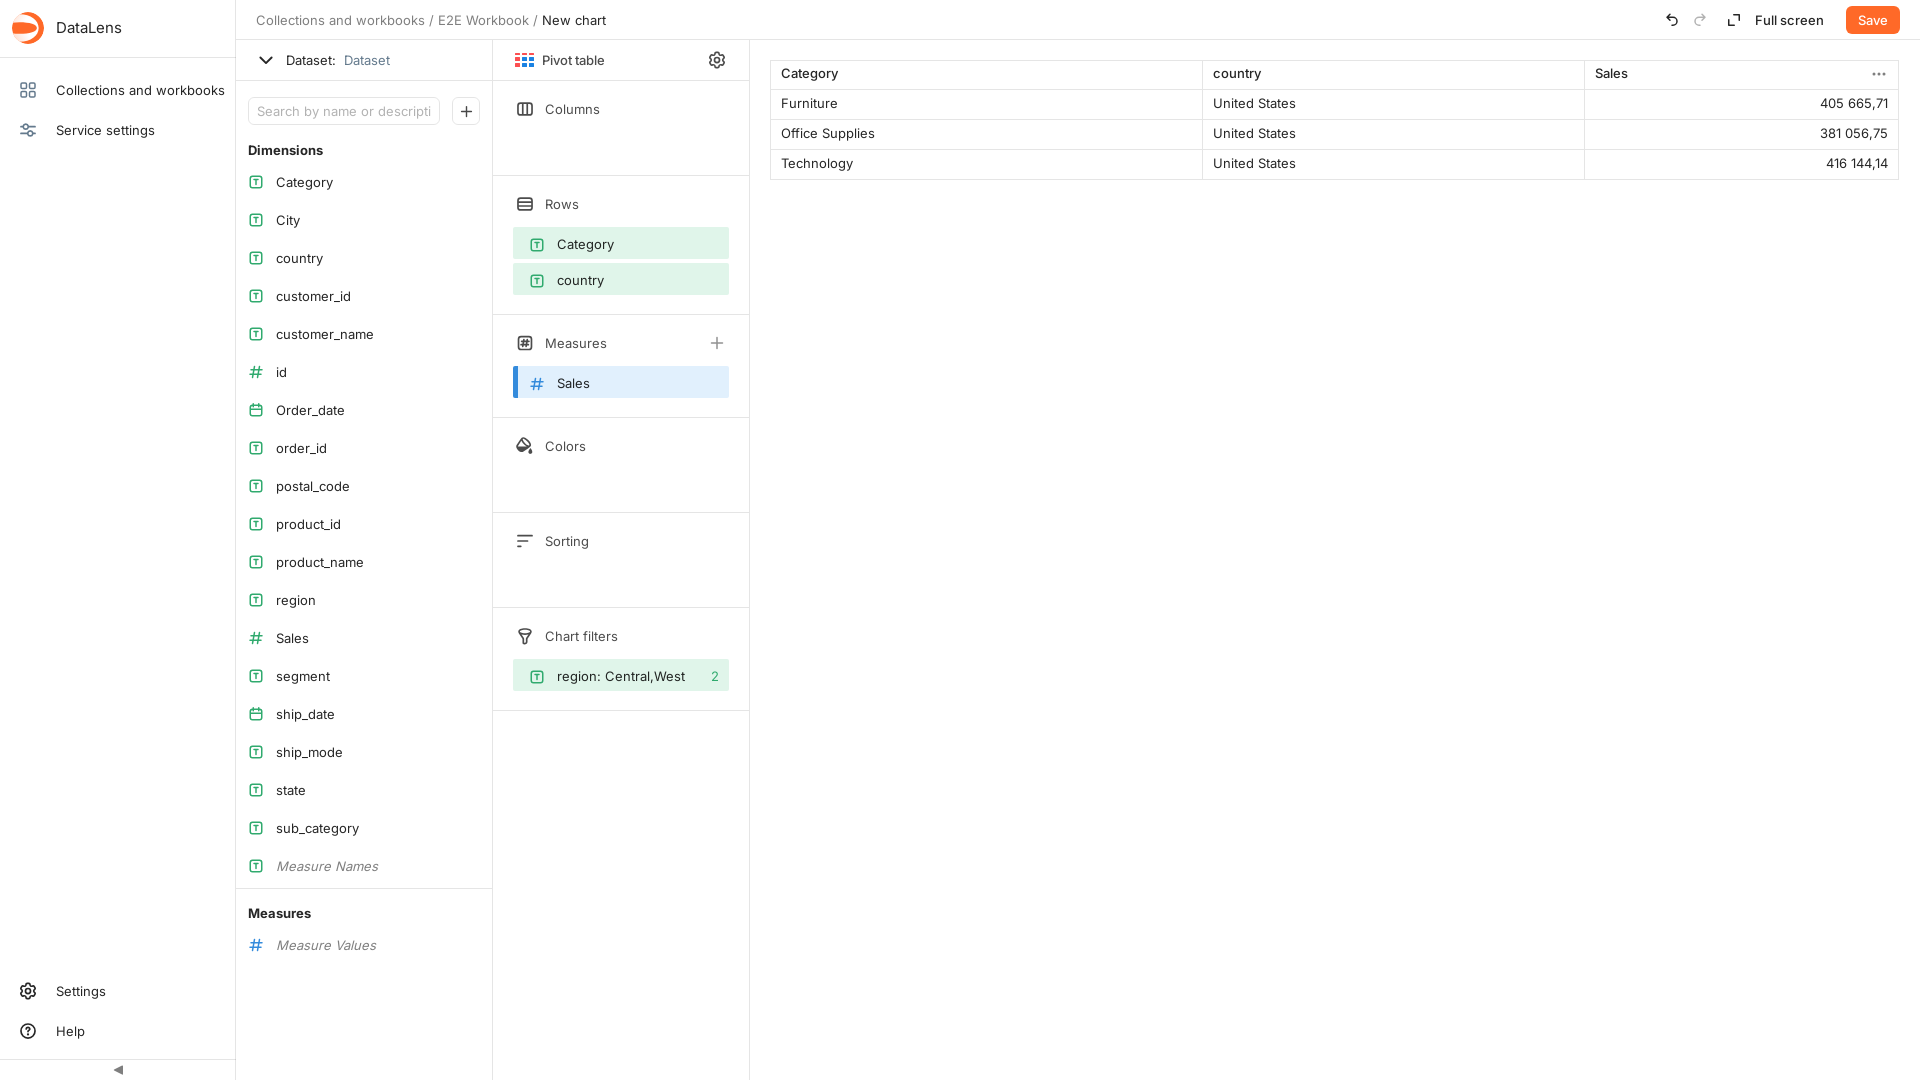 DataLens
Collections and workbooks
Service settings
Settings
Help
Collections and workbooks / E2E Workbook / New chart
Full screen
Save
Dataset: Dataset
Search by name or descripti
Dimensions
Category
City
country
customer_id
customer_name
id
Order_date
order_id
postal_code
product_id
product_name
region
Sales
segment
ship_date
ship_mode
state
sub_category
Measure Names
Measures
Measure Values
Pivot table
Columns
Rows
Category
country
Measures
Sales
Colors
Sorting
Chart filters
region: Central,West 2
Category country Sales
Furniture United States 405 665,71
Office Supplies United States 381 056,75
Technology United States 416 144,14